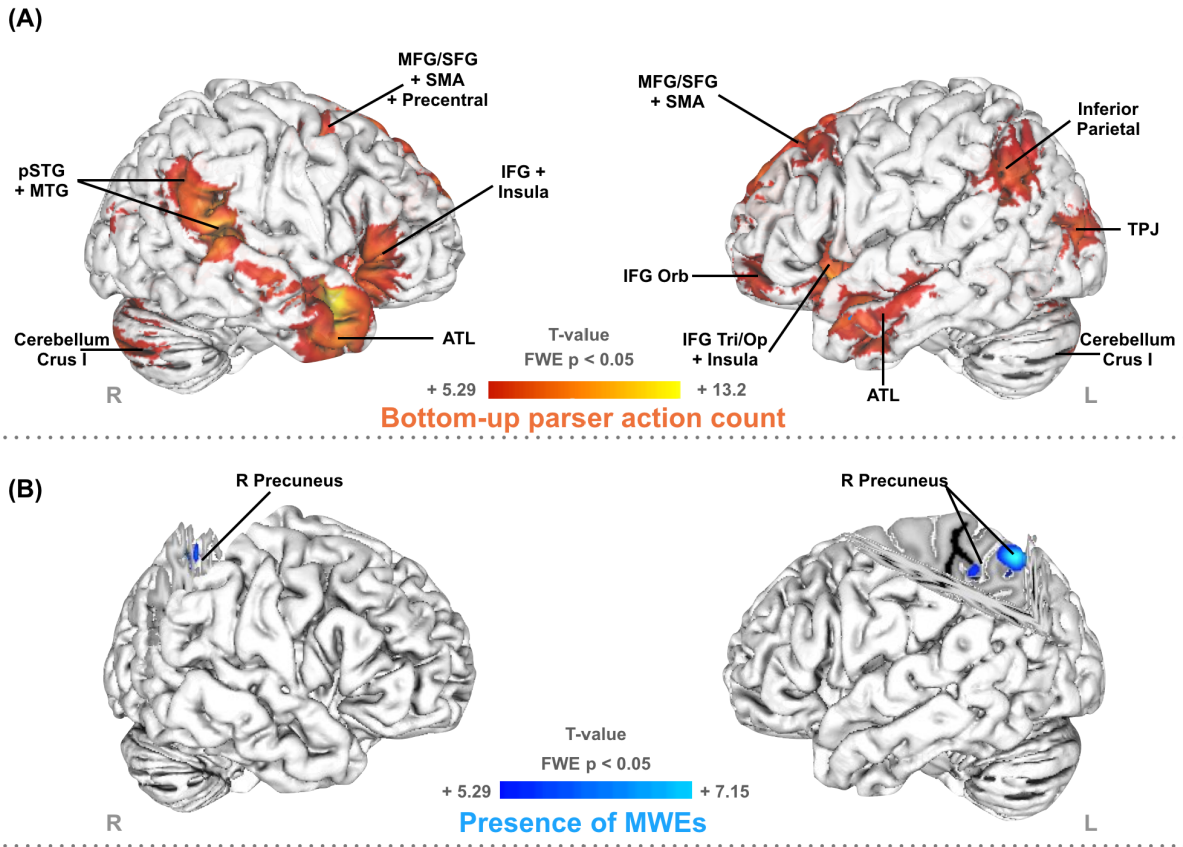 (A)
MFG/SFG
+ SMA
+ Precentral
pSTG
+ MTG
IFG +
Insula
Cerebellum
Crus I
ATL
R
MFG/SFG
+ SMA
Inferior
Parietal
TPJ
IFG Orb
IFG Tri/Op
+ Insula
ATL
Cerebellum
Crus I
L
T-value
FWE p < 0.05
+ 5.29 + 13.2
Bottom-up parser action count
(B)
R Precuneus
R Precuneus
T-value
FWE p < 0.05
+ 5.29 + 7.15
R
Presence of MWEs
L